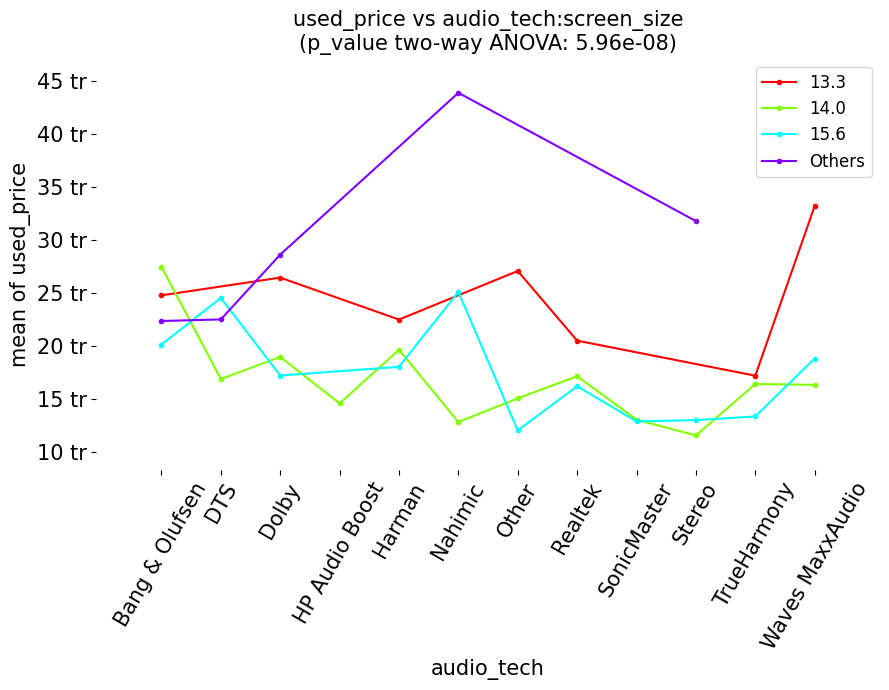 used_price vs audio_tech:screen_size
(p_value two-way ANOVA: 5.96e-08)
13.3
14.0
15.6
Others
mean of used_price
45 tr
40 tr
35 tr
30 tr
25 tr
20 tr
15 tr
10 tr
Bang & Olufsen
DTS
Dolby
HP Audio Boost
Harman
Nahimic
Other
Realtek
SonicMaster
Stereo
TrueHarmony
Waves MaxxAudio
audio_tech